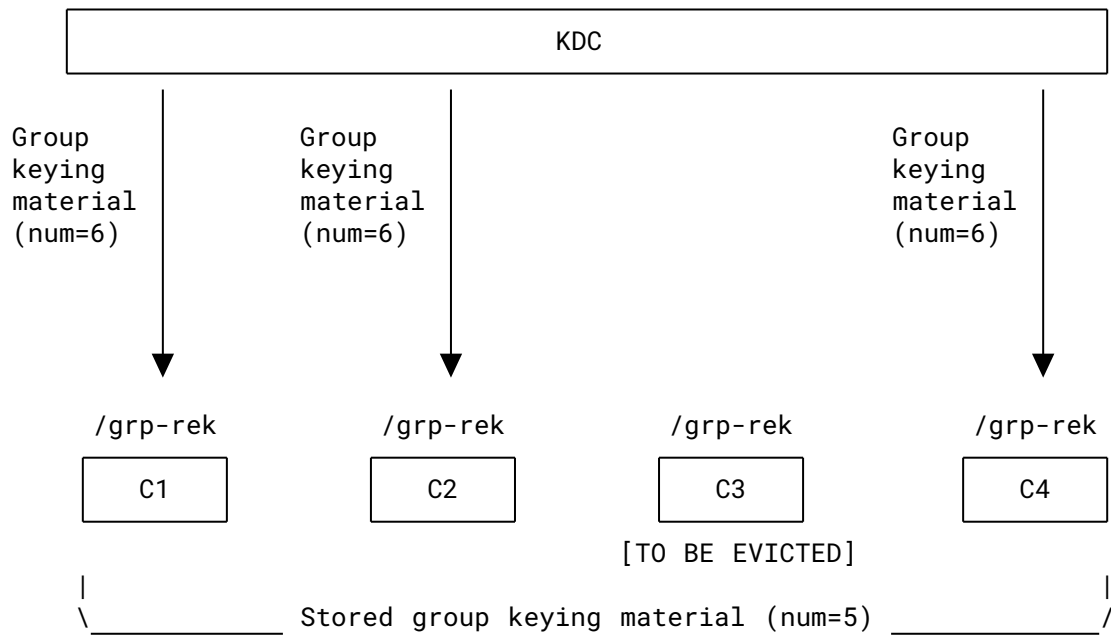 KDC
Group
keying
material
(num=6)
Group
keying
material
(num=6)
Group
keying
material
(num=6)
/grp-rek
/grp-rek
/grp-rek
/grp-rek
C1
C2
C3
C4
[TO BE EVICTED]
Stored group keying material (num=5)